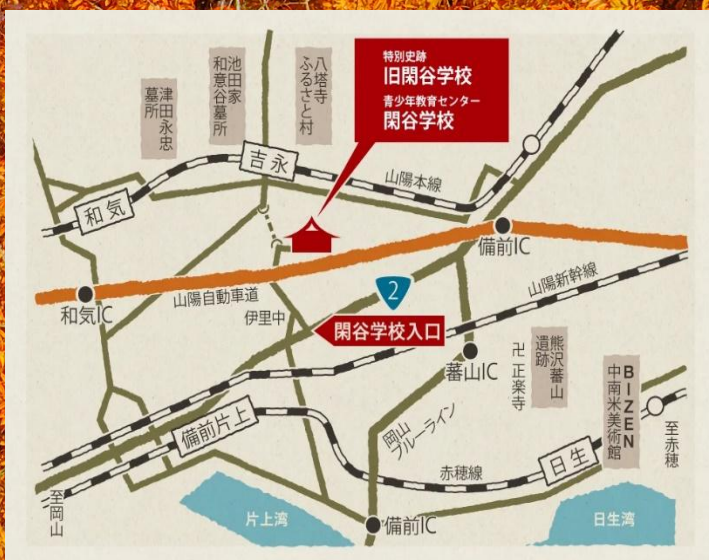 特別史跡
旧閑谷学校
青少年教育センター
閑谷学校
八塔寺
ふるさと村
池田家
和意谷墓所
津田永忠
墓所
吉永
和気
山陽本線
備前IC
山陽新幹線
2
山陽自動車道
和気IC
伊里中
閑谷学校入口
蕃山IC
熊沢蕃山
遺跡
卍 正楽寺
BIZEN
中南米美術館
至赤穂
岡山
ブルーライン
備前片上
赤穂線
日生
至岡山
片上湾
備前IC
日生湾